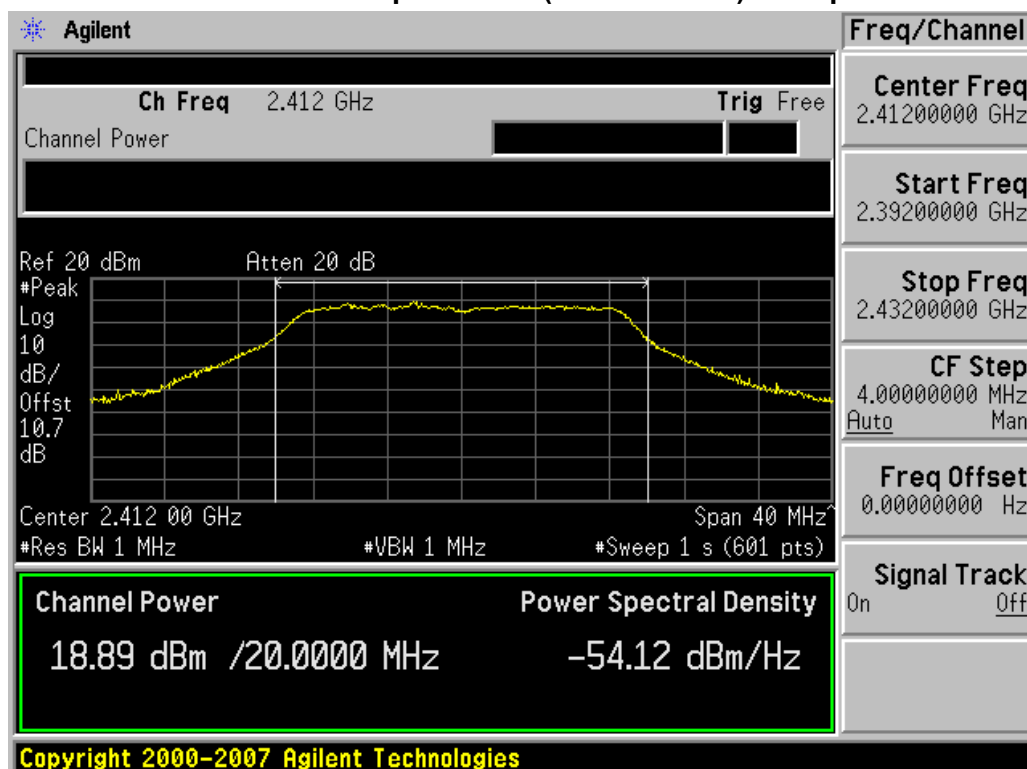 Agilent
Freq/Channel
Ch Freq 2.412 GHz
Trig Free
Channel Power
Ref 20 dBm
Atten 20 dB
#Peak
Log
10
dB/
Offst
10.7
dB
Center 2.412 00 GHz
Span 40 MHz^
#Res BW 1 MHz
#VBW 1 MHz
#Sweep 1 s (601 pts)
Channel Power
Power Spectral Density
18.89 dBm /20.0000 MHz
-54.12 dBm/Hz
Center Freq
2.41200000 GHz
Start Freq
2.39200000 GHz
Stop Freq
2.43200000 GHz
CF Step
4.00000000 MHz
Auto Man
Freq Offset
0.00000000 Hz
Signal Track
On Off
Copyright 2000-2007 Agilent Technologies